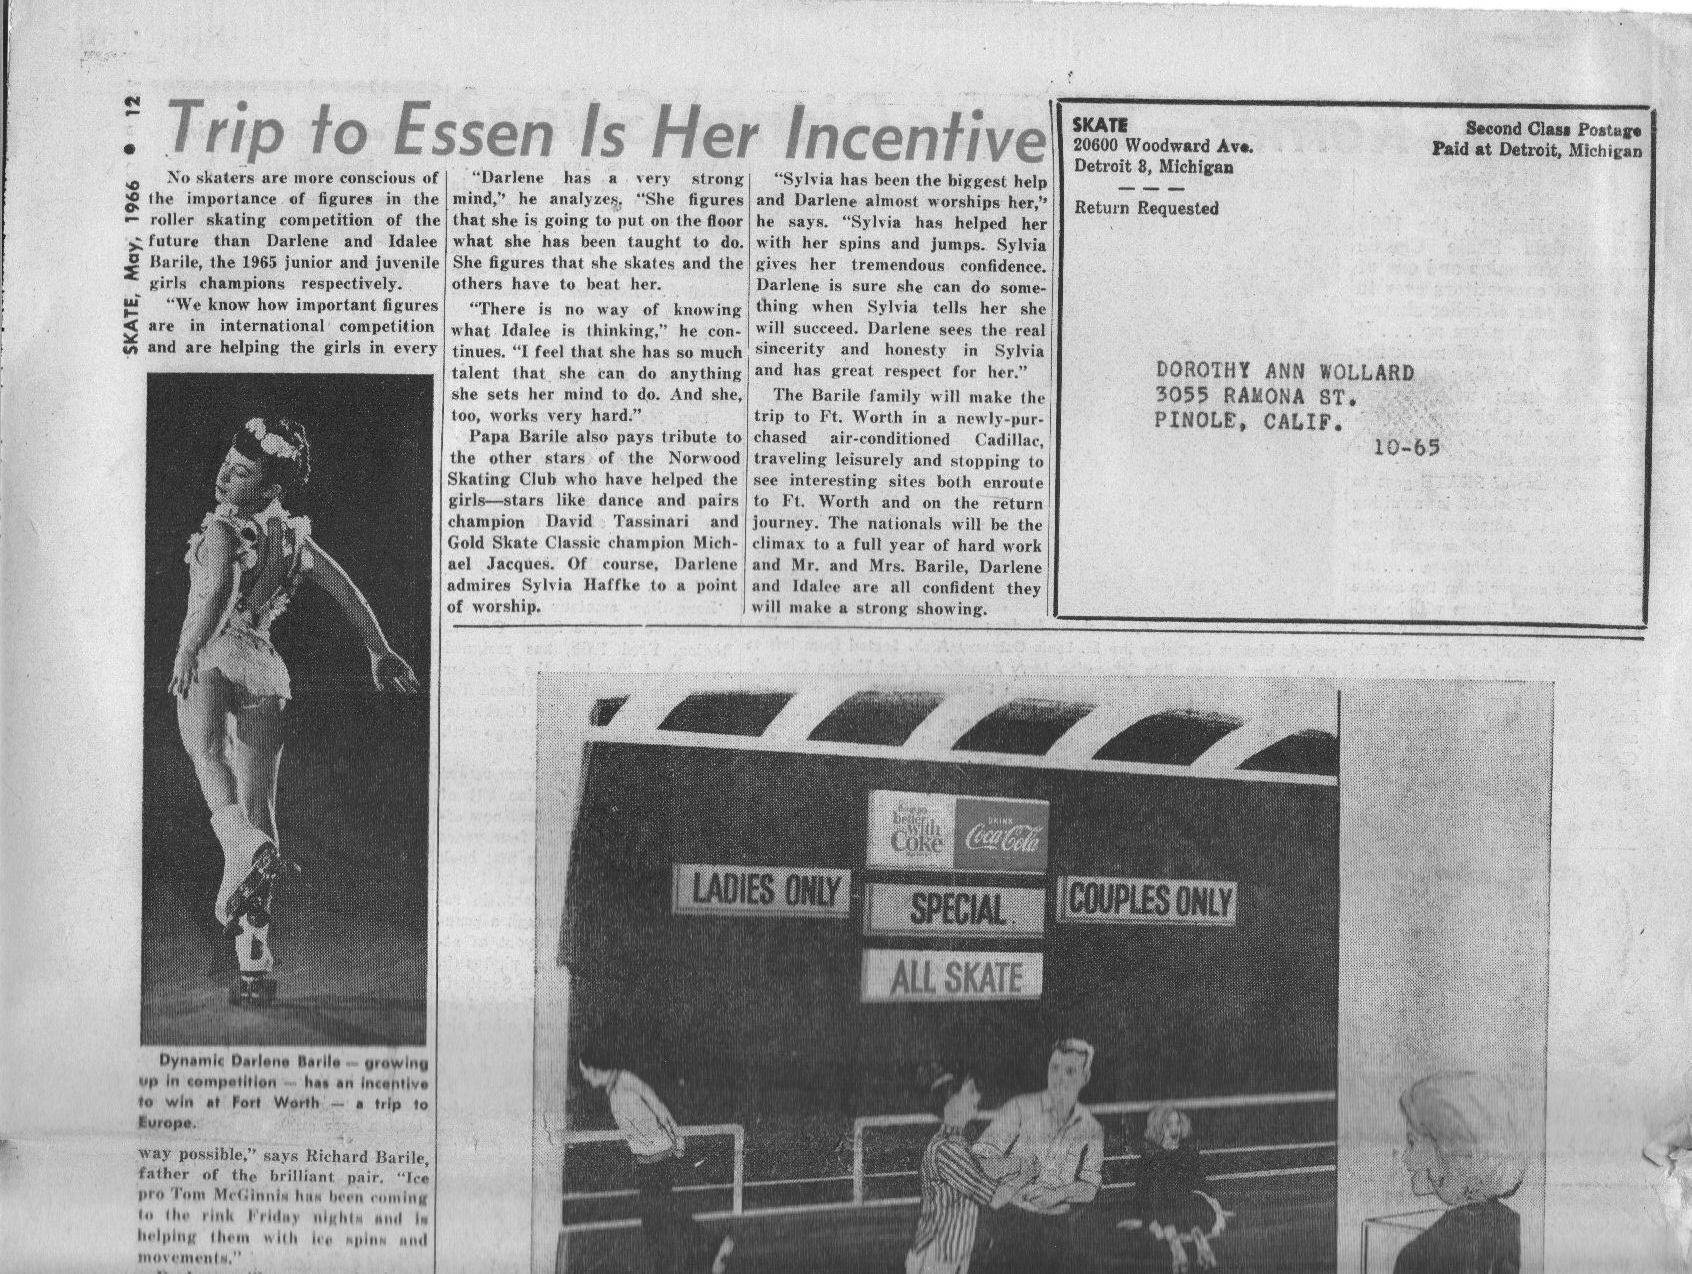 SKATE, May, 1966 • 12
Trip to Essen Is Her Incentive
No skaters are more conscious of
the importance of figures in the
roller skating competition of the
future than Darlene and Idalee
Barile, the 1965 junior and juvenile
girls champions respectively.
"We know how important figures
are in international competition
and are helping the girls in every
Dynamic Darlene Barile — growing
up in competition — has an incentive
to win at Fort Worth — a trip to
Europe.
way possible," says Richard Barile,
father of the brilliant pair. "Ice
pro Tom McGinnis has been coming
to the rink Friday nights and is
helping them with ice spins and
movements."
"Darlene has a very strong
mind," he analyzes. "She figures
that she is going to put on the floor
what she has been taught to do.
She figures that she skates and the
others have to beat her.
"There is no way of knowing
what Idalee is thinking," he con-
tinues. "I feel that she has so much
talent that she can do anything
she sets her mind to do. And she,
too, works very hard."
Papa Barile also pays tribute to
the other stars of the Norwood
Skating Club who have helped the
girls—stars like dance and pairs
champion David Tassinari and
Gold Skate Classic champion Mich-
ael Jacques. Of course, Darlene
admires Sylvia Haffke to a point
of worship.
"Sylvia has been the biggest help
and Darlene almost worships her,"
he says. "Sylvia has helped her
with her spins and jumps. Sylvia
gives her tremendous confidence.
Darlene is sure she can do some-
thing when Sylvia tells her she
will succeed. Darlene sees the real
sincerity and honesty in Sylvia
and has great respect for her."
The Barile family will make the
trip to Ft. Worth in a newly-pur-
chased air-conditioned Cadillac,
traveling leisurely and stopping to
see interesting sites both enroute
to Ft. Worth and on the return
journey. The nationals will be the
climax to a full year of hard work
and Mr. and Mrs. Barile, Darlene
and Idalee are all confident they
will make a strong showing.
SKATE
20600 Woodward Ave.
Detroit 8, Michigan
— — —
Return Requested
Second Class Postage
Paid at Detroit, Michigan
DOROTHY ANN WOLLARD
3055 RAMONA ST.
PINOLE, CALIF.
10-65
better
with
Coke
DRINK
Coca-Cola
LADIES ONLY
SPECIAL
COUPLES ONLY
ALL SKATE